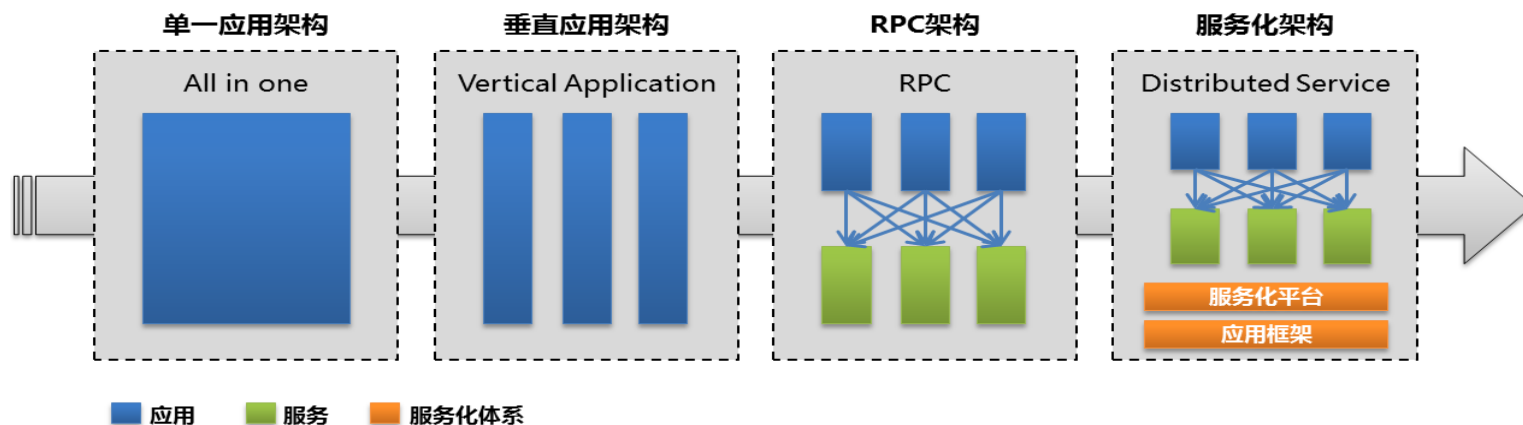 单一应用架构
垂直应用架构
RPC架构
服务化架构
All in one
Vertical Application
RPC
Distributed Service
服务化平台
应用框架
应用
服务
服务化体系